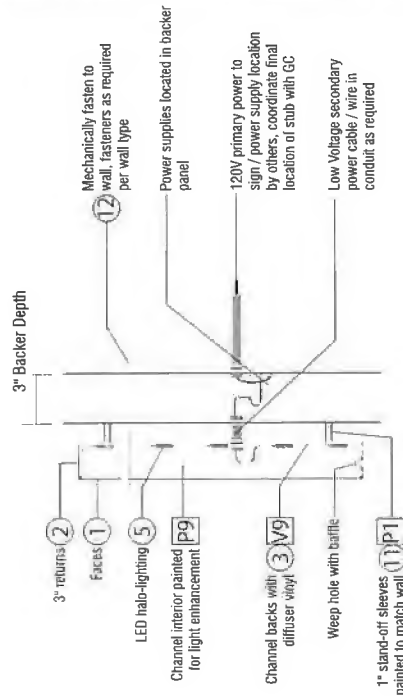 3" Backer Depth
3" returns 2
Faces 1
LED halo-lighting 5
Channel interior painted P9
for light enhancement
Channel backs with 3 V9
diffuser vinyl
Weep hole with baffle
1" stand-off sleeves 11 P1
painted to match wall
Mechanically fasten to
12 wall, fasteners as required
per wall type
Power supplies located in backer
panel
120V primary power to
sign / power supply location
by others, coordinate final
location of stub with GC
Low Voltage secondary
power cable / wire in
conduit as required